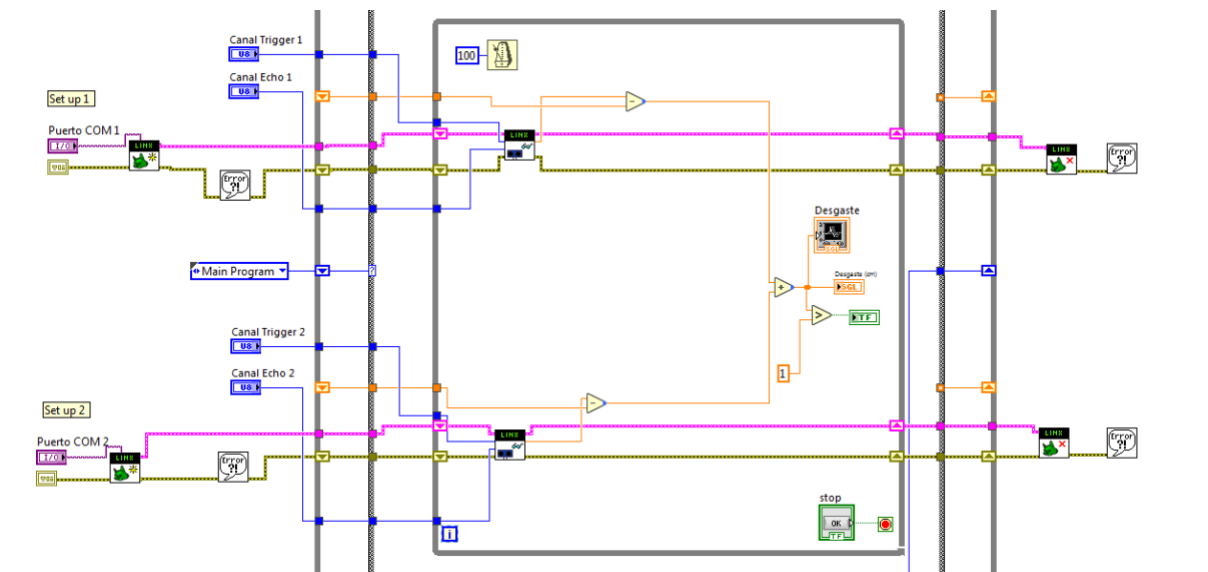 Canal Trigger 1
U8
100
Canal Echo 1
U8
Set up 1
Puerto COM 1
I/O
LINX
LINX
LINX
Error
?!
Error
?!
Desgaste
SGL
Main Program
?
Desgaste (cm)
SGL
TF
Canal Trigger 2
U8
1
Canal Echo 2
U8
Set up 2
Puerto COM 2
I/O
LINX
LINX
LINX
Error
?!
Error
?!
stop
OK
TF
i